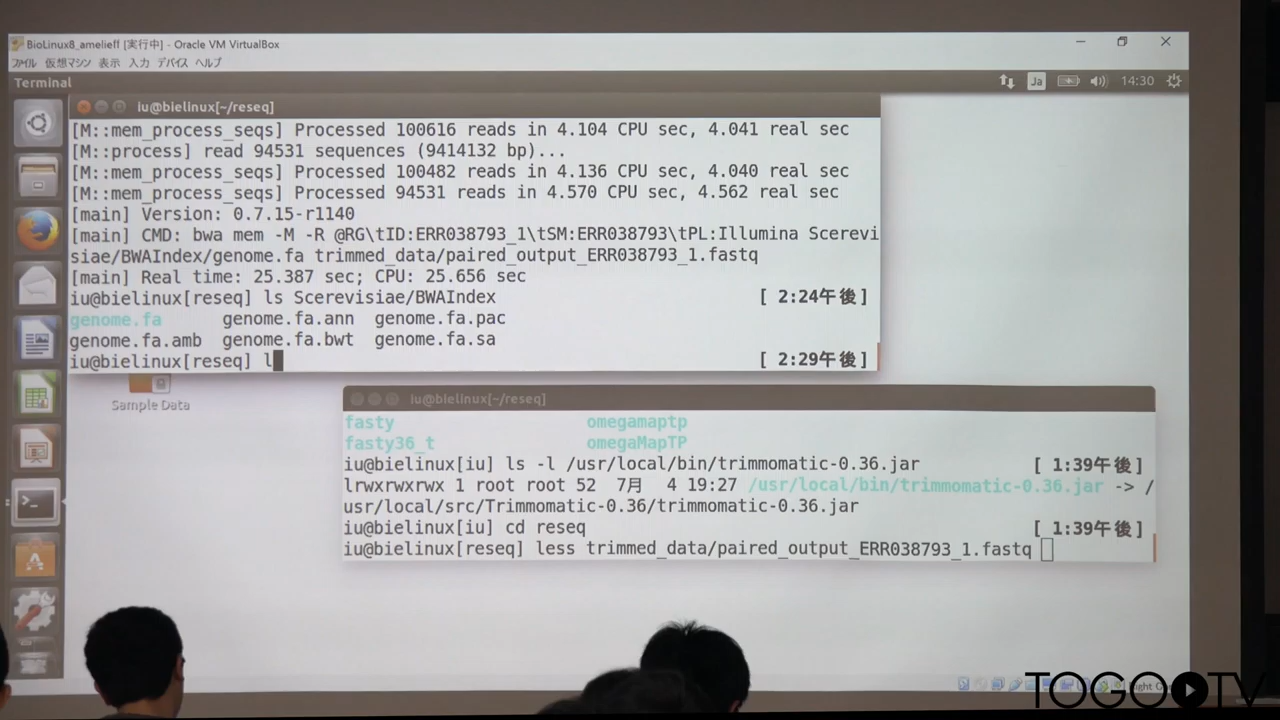 BioLinux8_amelieff [実行中] - Oracle VM VirtualBox
ファイル 仮想マシン 表示 入力 デバイス ヘルプ
Terminal
Ja
14:30
iu@bielinux[~/reseq]
[M::mem_process_seqs] Processed 100616 reads in 4.104 CPU sec, 4.041 real sec
[M::process] read 94531 sequences (9414132 bp)...
[M::mem_process_seqs] Processed 100482 reads in 4.136 CPU sec, 4.040 real sec
[M::mem_process_seqs] Processed 94531 reads in 4.570 CPU sec, 4.562 real sec
[main] Version: 0.7.15-r1140
[main] CMD: bwa mem -M -R @RG\tID:ERR038793_1\tSM:ERR038793\tPL:Illumina Scerevi
siae/BWAIndex/genome.fa trimmed_data/paired_output_ERR038793_1.fastq
[main] Real time: 25.387 sec; CPU: 25.656 sec
iu@bielinux[reseq] ls Scerevisiae/BWAIndex [ 2:24午後]
genome.fa genome.fa.ann genome.fa.pac
genome.fa.amb genome.fa.bwt genome.fa.sa
iu@bielinux[reseq] l [ 2:29午後]
Sample Data
iu@bielinux[~/reseq]
fasty omegamaptp
fasty36_t omegaMapTP
iu@bielinux[iu] ls -l /usr/local/bin/trimmomatic-0.36.jar [ 1:39午後]
lrwxrwxrwx 1 root root 52 7月 4 19:27 /usr/local/bin/trimmomatic-0.36.jar -> /
usr/local/src/Trimmomatic-0.36/trimmomatic-0.36.jar
iu@bielinux[iu] cd reseq [ 1:39午後]
iu@bielinux[reseq] less trimmed_data/paired_output_ERR038793_1.fastq
TOGO TV